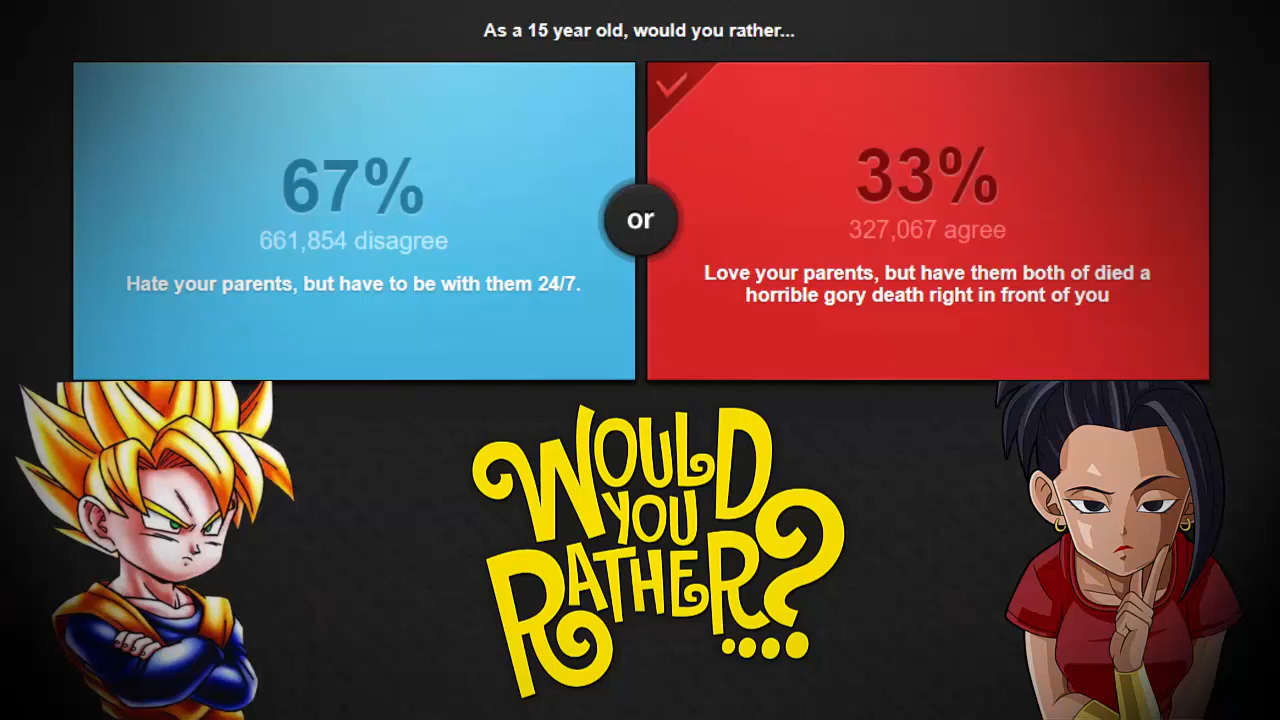 As a 15 year old, would you rather...
67%
661,854 disagree
Hate your parents, but have to be with them 24/7.
or
33%
327,067 agree
Love your parents, but have them both of died a
horrible gory death right in front of you
WOULD
YOU
RATHER....?